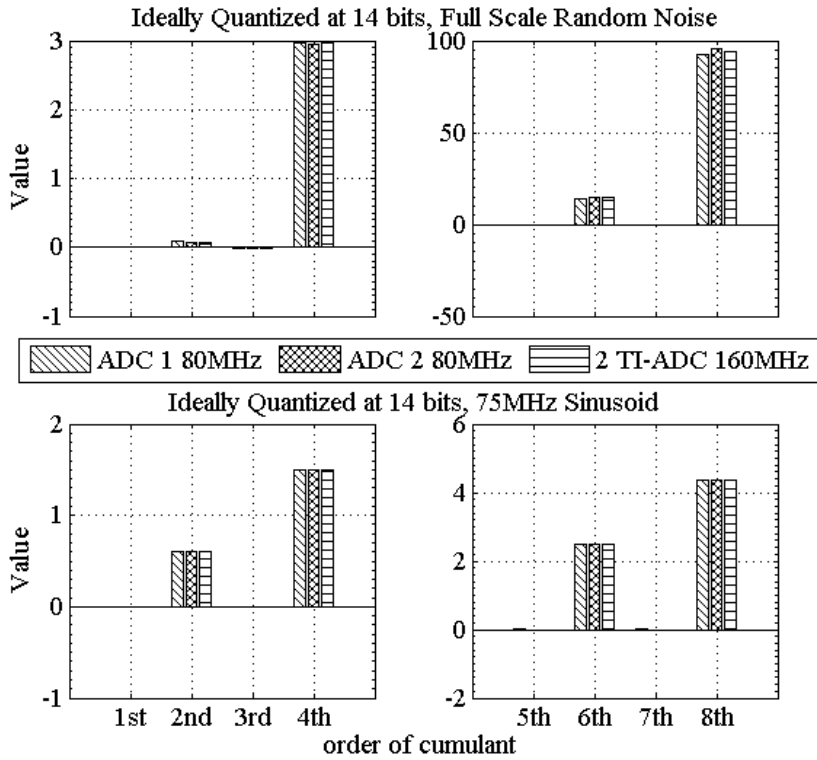 Ideally Quantized at 14 bits, Full Scale Random Noise
3
2
1
0
-1
Value
100
50
0
-50
ADC 1 80MHz ADC 2 80MHz 2 TI-ADC 160MHz
Ideally Quantized at 14 bits, 75MHz Sinusoid
2
1
0
-1
Value
1st 2nd 3rd 4th
6
4
2
0
-2
5th 6th 7th 8th
order of cumulant